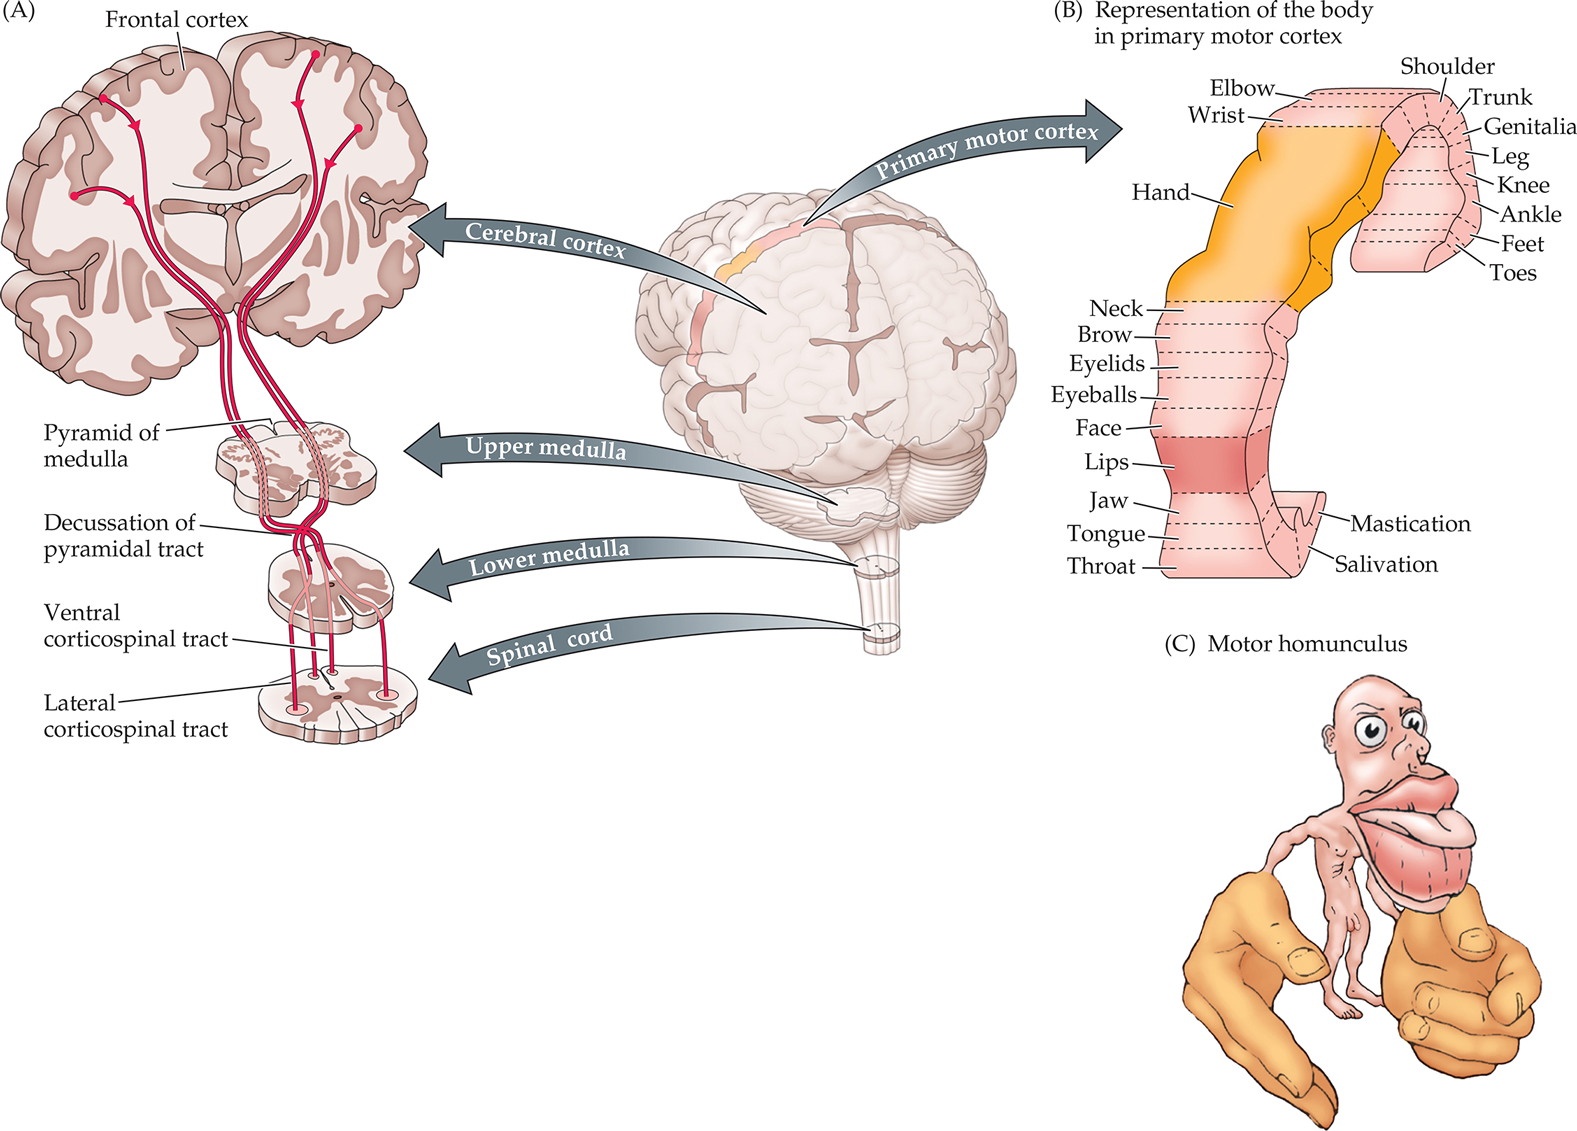 (A)
Frontal cortex
Cerebral cortex
Pyramid of
medulla
Upper medulla
Decussation of
pyramidal tract
Lower medulla
Ventral
corticospinal tract
Spinal cord
Lateral
corticospinal tract
Primary motor cortex
(B) Representation of the body
in primary motor cortex
Shoulder
Elbow
Trunk
Wrist
Genitalia
Leg
Knee
Hand
Ankle
Feet
Toes
Neck
Brow
Eyelids
Eyeballs
Face
Lips
Jaw
Mastication
Tongue
Throat
Salivation
(C) Motor homunculus